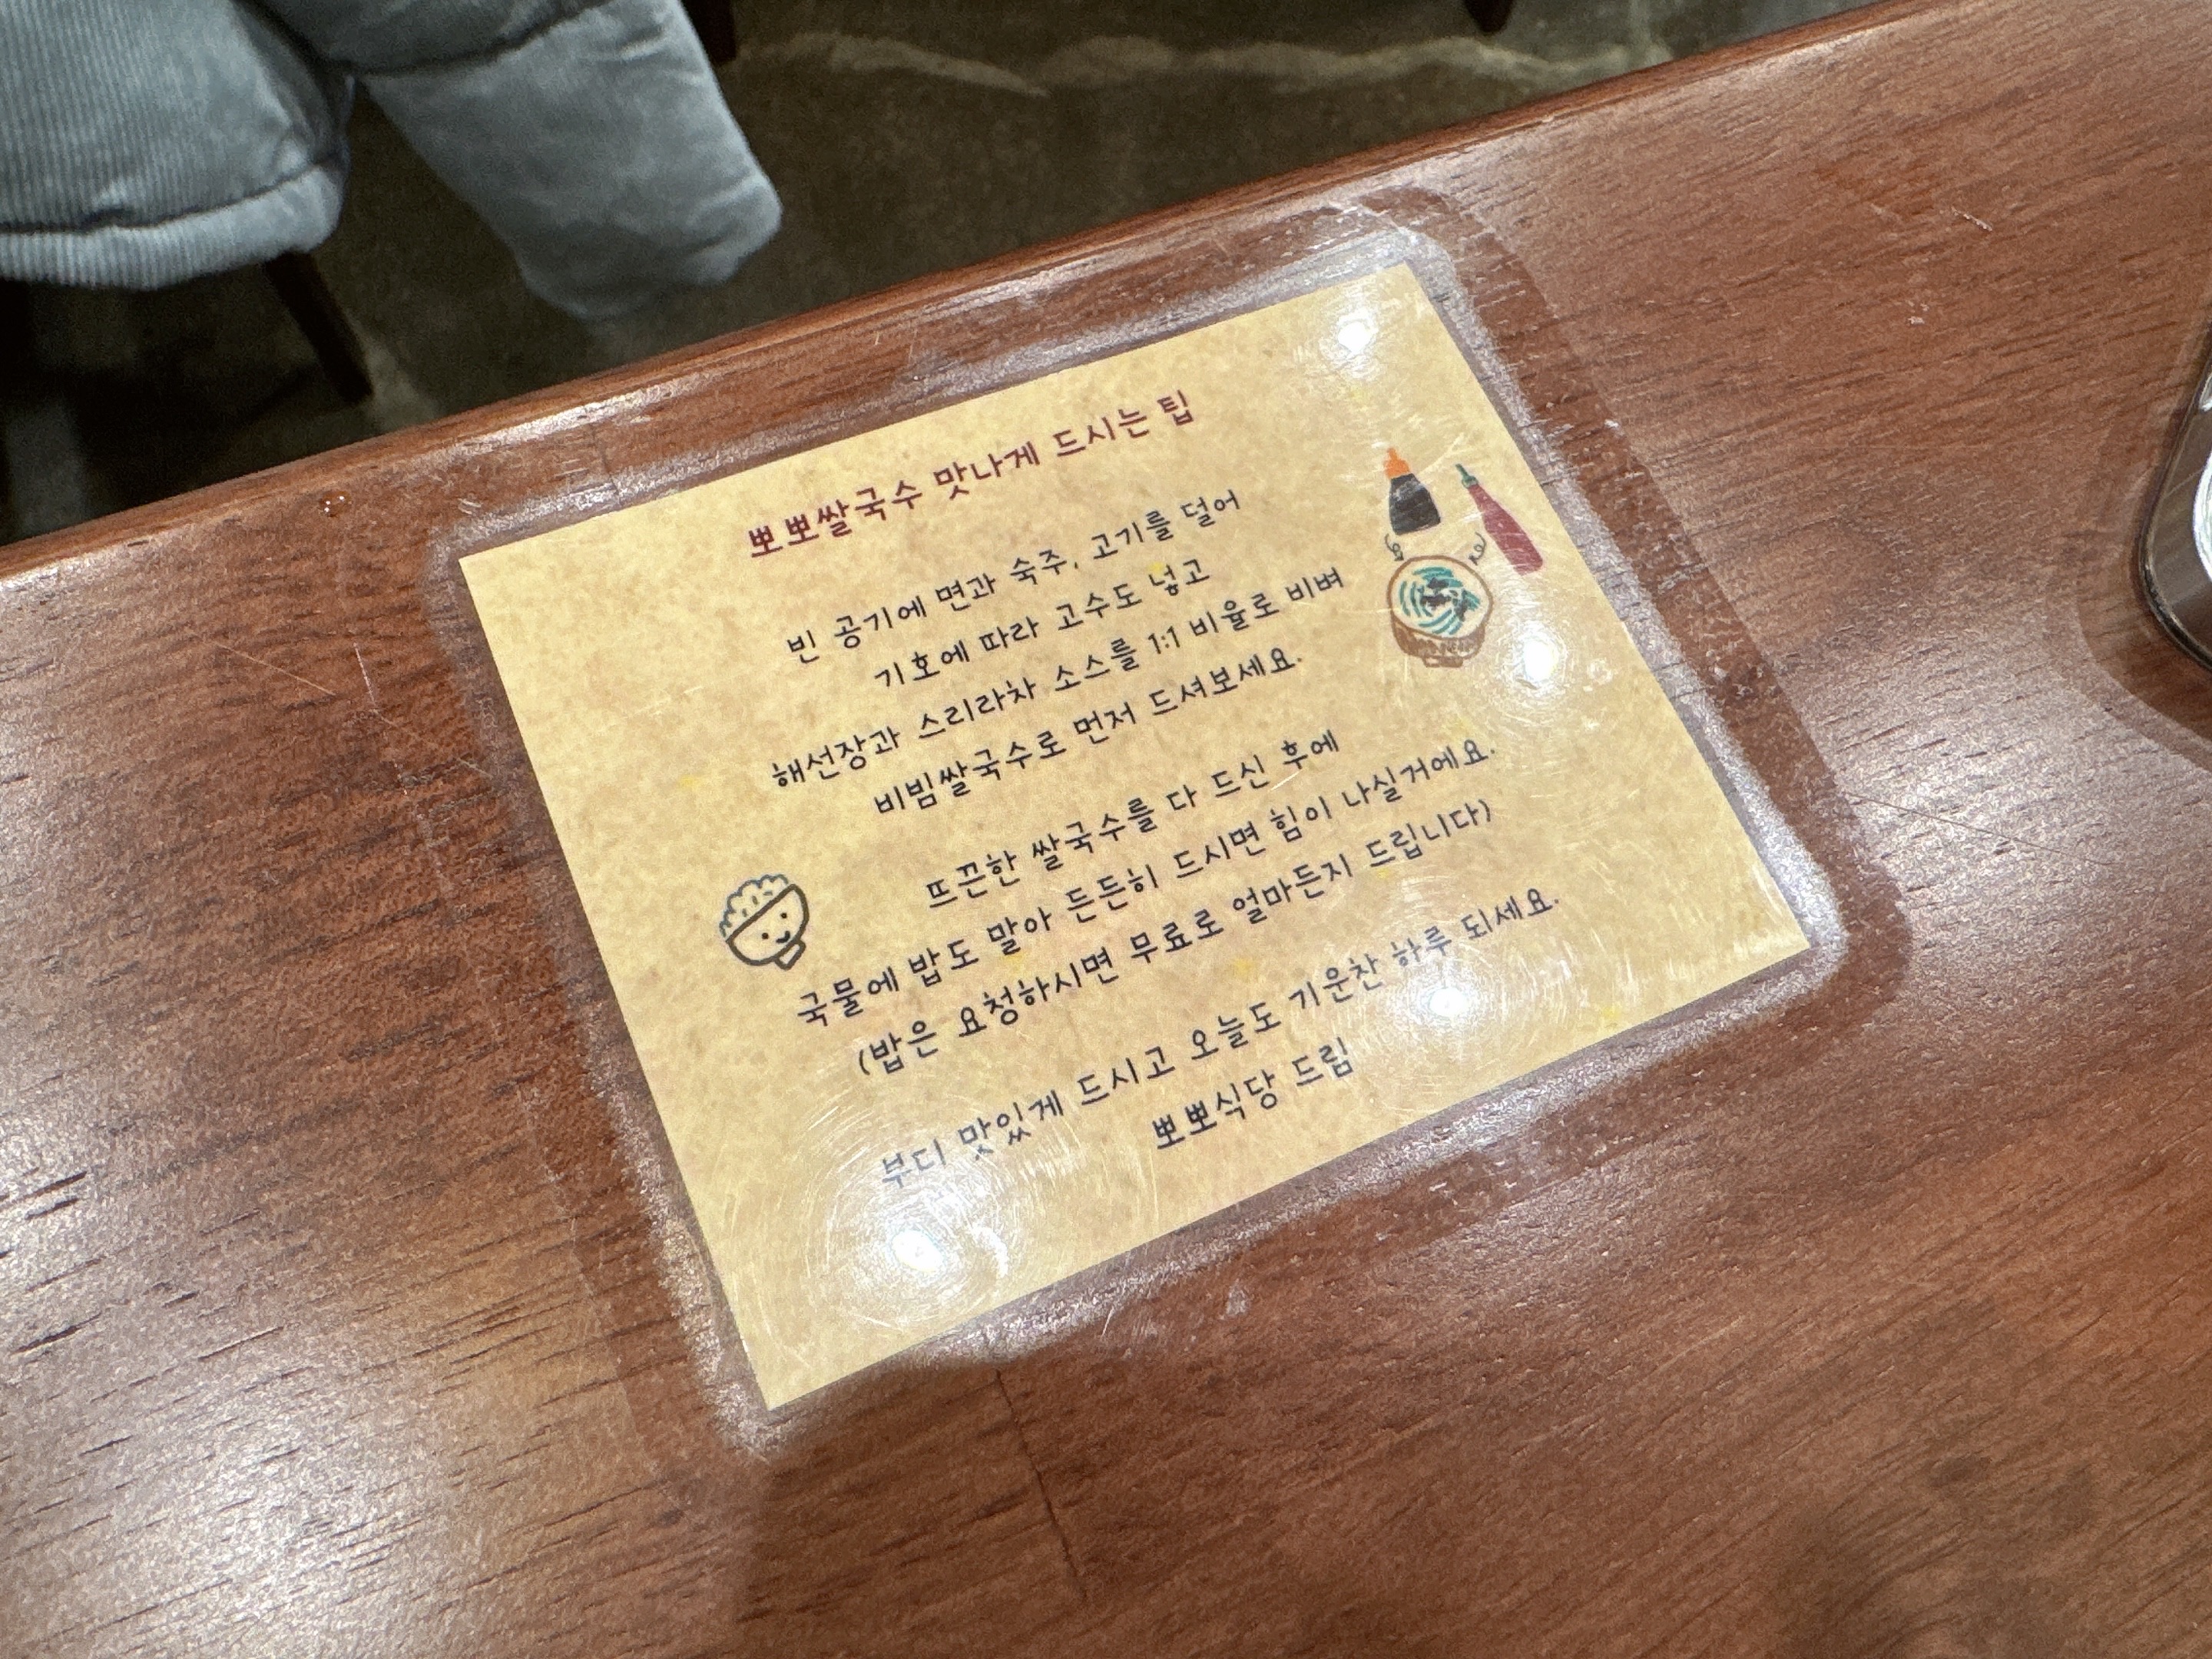 뽀뽀쌀국수 맛나게 드시는 팁
빈 공기에 면과 숙주, 고기를 덜어
기호에 따라 고수도 넣고
해선장과 스리라차 소스를 1:1 비율로 비벼
비빔쌀국수로 먼저 드셔보세요.
뜨끈한 쌀국수를 다 드신 후에
국물에 밥도 말아 든든히 드시면 힘이 나실거에요.
(밥은 요청하시면 무료로 얼마든지 드립니다)
부디 맛있게 드시고 오늘도 기운찬 하루 되세요.
뽀뽀식당 드림